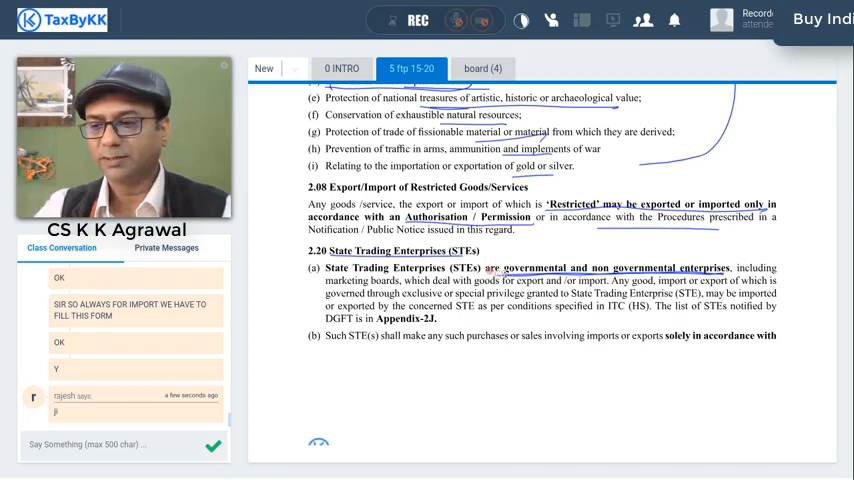 TaxByKK
REC
Record
attende
Buy Indi
New
0 INTRO
5 ftp 15-20
board (4)
(e) Protection of national treasures of artistic, historic or archaeological value;
(f) Conservation of exhaustible natural resources;
(g) Protection of trade of fissionable material or material from which they are derived;
(h) Prevention of traffic in arms, ammunition and implements of war
(i) Relating to the importation or exportation of gold or silver.
2.08 Export/Import of Restricted Goods/Services
Any goods /service, the export or import of which is ‘Restricted’ may be exported or imported only in
accordance with an Authorisation / Permission or in accordance with the Procedures prescribed in a
Notification / Public Notice issued in this regard.
2.20 State Trading Enterprises (STEs)
(a) State Trading Enterprises (STEs) are governmental and non governmental enterprises, including
marketing boards, which deal with goods for export and /or import. Any good, import or export of which is
governed through exclusive or special privilege granted to State Trading Enterprise (STE), may be imported
or exported by the concerned STE as per conditions specified in ITC (HS). The list of STEs notified by
DGFT is in Appendix-2J.
(b) Such STE(s) shall make any such purchases or sales involving imports or exports solely in accordance with
CS K K Agrawal
Class Conversation
Private Messages
OK
SIR SO ALWAYS FOR IMPORT WE HAVE TO
FILL THIS FORM
OK
Y
r
rajesh says:
a few seconds ago
ji
Say Something (max 500 char) ...